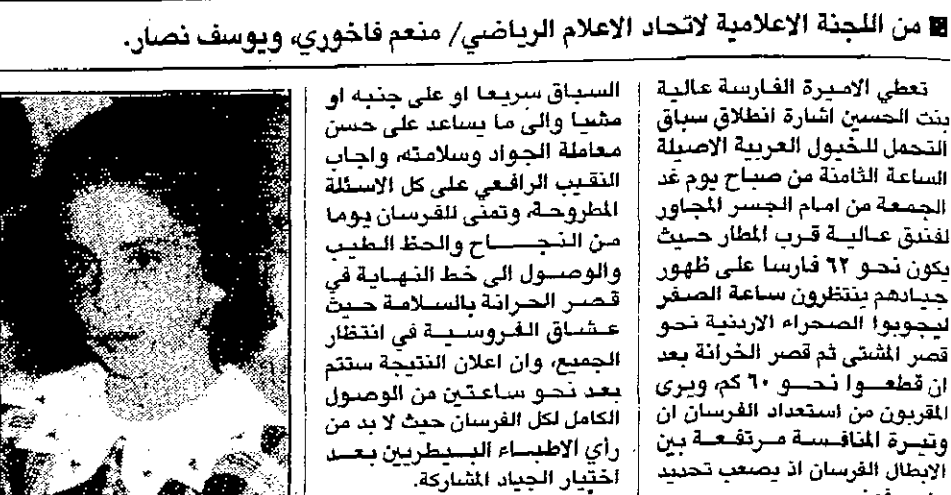 من اللجنة الاعلامية لاتحاد الاعلام الرياضي/ منعم فاخوري، ويوسف نصار.
تعطي الاميرة الفارسة عالية
بنت الحسين اشارة انطلاق سباق
التحمل للخيول العربية الاصيلة
الساعة الثامنة من صباح يوم غد
الجمعة من امام الجسر المجاور
لفندق عالية قرب المطار حيث
يكون نحو ٦٢ فارسا على ظهور
جيادهم ينتظرون ساعة الصفر
ليجوبوا الصحراء الاردنية نحو
قصر المشتى ثم قصر الخرانة بعد
ان قطعوا نحو ٦٠ كم، ويرى
المقربون من استعداد الفرسان ان
وتيرة المنافسة مرتفعة بين
الابطال الفرسان اذ يصعب تحديد
السباق سريعا او على جنبه او
مشيا والى ما يساعد على حسن
معاملة الجواد وسلامته، واجاب
النقيب الرافعي على كل الاسئلة
المطروحة، وتمنى للفرسان يوما
من النجاح والحظ الطيب
والوصول الى خط النهاية في
قصر الحرانة بالسلامة حيث
عشاق الفروسية في انتظار
الجميع، وان اعلان النتيجة ستتم
بعد نحو ساعتين من الوصول
الكامل لكل الفرسان حيث لا بد من
رأي الاطباء البيطريين بعد
اختيار الجياد المشاركة.